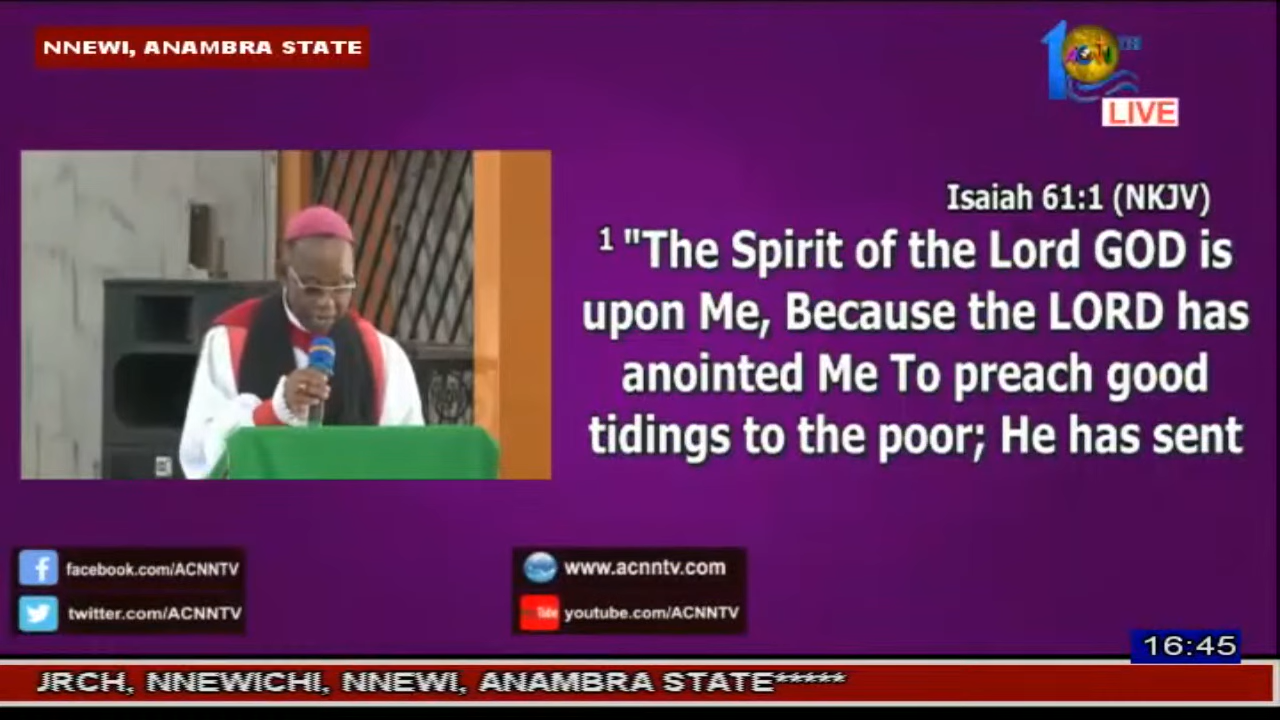 NNEWI, ANAMBRA STATE
LIVE
Isaiah 61:1 (NKJV)
1 "The Spirit of the Lord GOD is
upon Me, Because the LORD has
anointed Me To preach good
tidings to the poor; He has sent
facebook.com/ACNNTV
twitter.com/ACNNTV
www.acnntv.com
youtube.com/ACNNTV
16:45
JRCH, NNEWICHI, NNEWI, ANAMBRA STATE*****